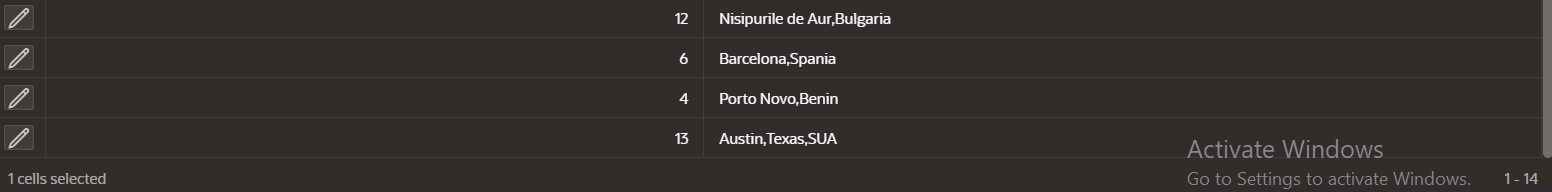 12 Nisipurile de Aur,Bulgaria
6 Barcelona,Spania
4 Porto Novo,Benin
13 Austin,Texas,SUA
Activate Windows
1 cells selected Go to Settings to activate Windows. 1 - 14